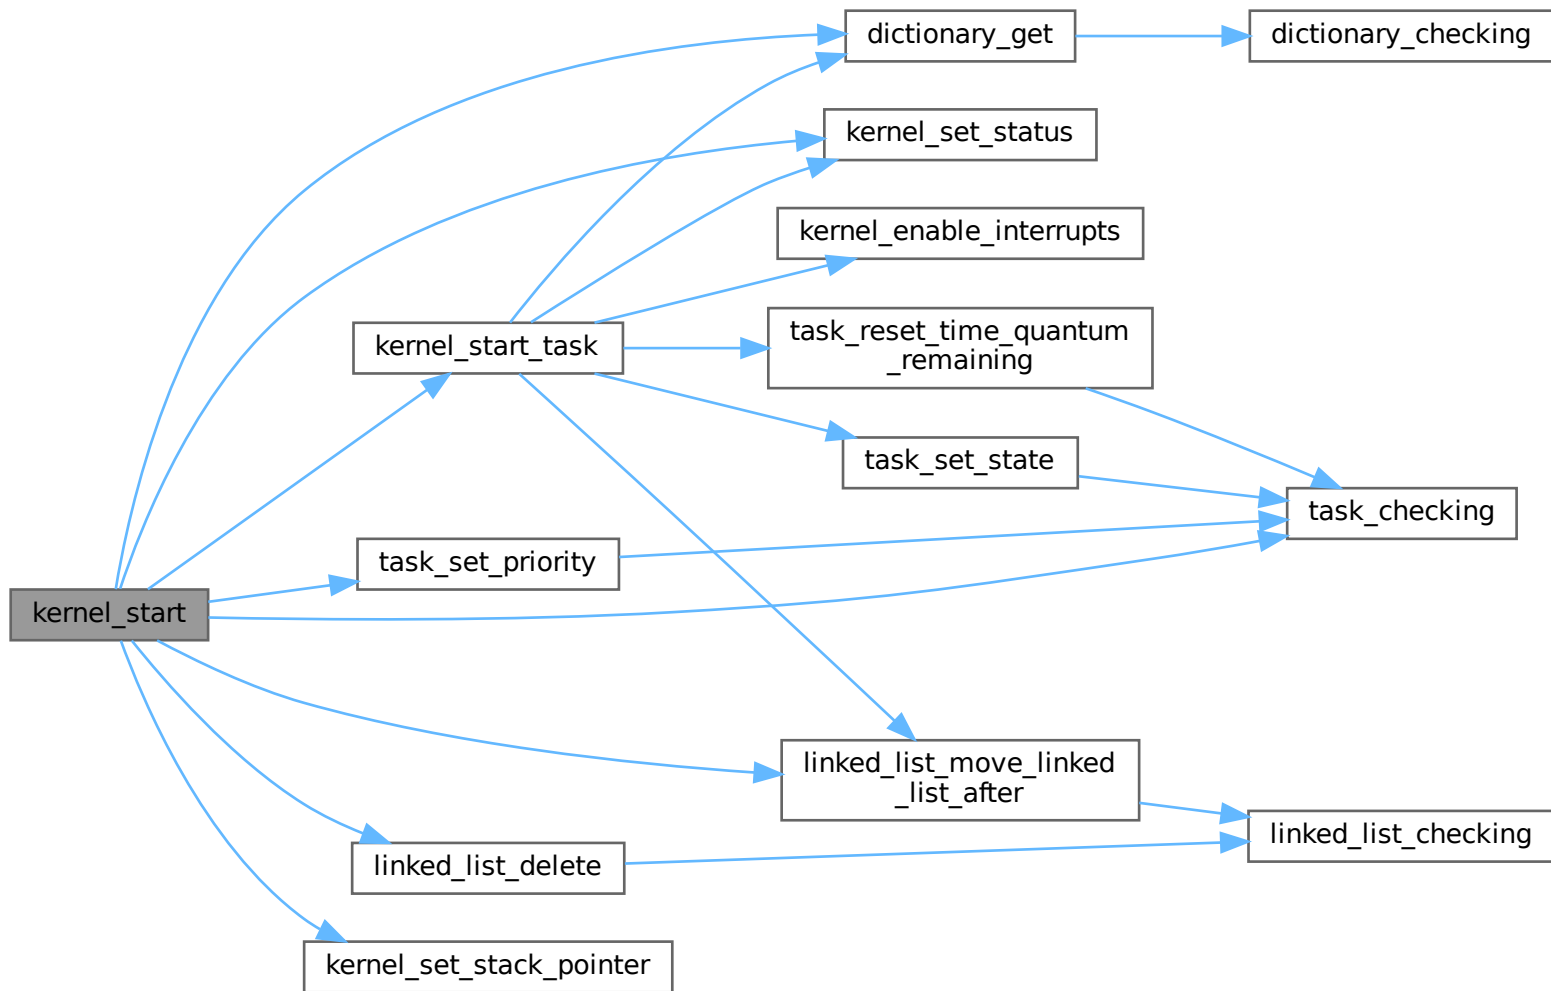 dictionary_get
dictionary_checking
kernel_set_status
kernel_enable_interrupts
kernel_start_task
task_reset_time_quantum
_remaining
task_set_state
task_checking
task_set_priority
kernel_start
linked_list_move_linked
_list_after
linked_list_checking
linked_list_delete
kernel_set_stack_pointer